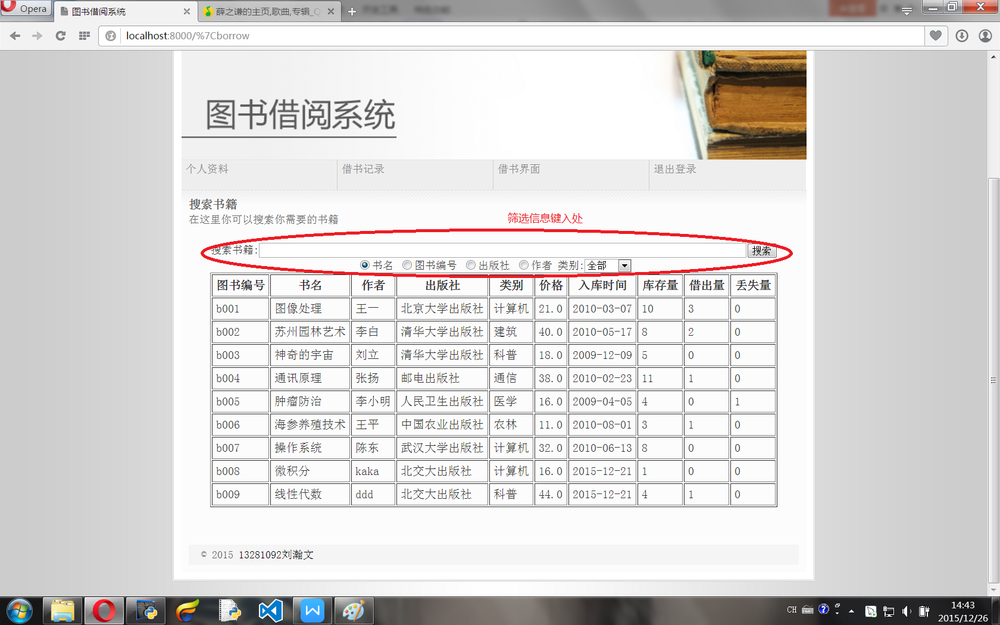 Opera
图书借阅系统
薛之谦的主页,歌曲,专辑_Q
localhost:8000/%7Cborrow
图书借阅系统
个人资料 借书记录 借书界面 退出登录
搜索书籍
在这里你可以搜索你需要的书籍
筛选信息键入处
搜索书籍: 搜索
书名 图书编号 出版社 作者 类别: 全部
图书编号 书名 作者 出版社 类别 价格 入库时间 库存量 借出量 丢失量
b001 图像处理 王一 北京大学出版社 计算机 21.0 2010-03-07 10 3 0
b002 苏州园林艺术 李白 清华大学出版社 建筑 40.0 2010-05-17 8 2 0
b003 神奇的宇宙 刘立 清华大学出版社 科普 18.0 2009-12-09 5 0 0
b004 通讯原理 张扬 邮电出版社 通信 38.0 2010-02-23 11 1 0
b005 肿瘤防治 李小明 人民卫生出版社 医学 16.0 2009-04-05 4 0 1
b006 海参养殖技术 王平 中国农业出版社 农林 11.0 2010-08-01 3 1 0
b007 操作系统 陈东 武汉大学出版社 计算机 32.0 2010-06-13 8 0 0
b008 微积分 kaka 北交大出版社 计算机 16.0 2015-12-21 1 0 0
b009 线性代数 ddd 北交大出版社 科普 44.0 2015-12-21 4 1 0
© 2015 13281092刘瀚文
CH
14:43
2015/12/26